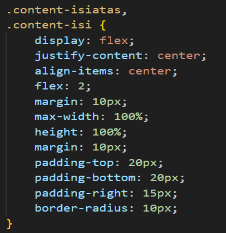 .content-isiatas,
.content-isi {
    display: flex;
    justify-content: center;
    align-items: center;
    flex: 2;
    margin: 10px;
    max-width: 100%;
    height: 100%;
    margin: 10px;
    padding-top: 20px;
    padding-bottom: 20px;
    padding-right: 15px;
    border-radius: 10px;
}